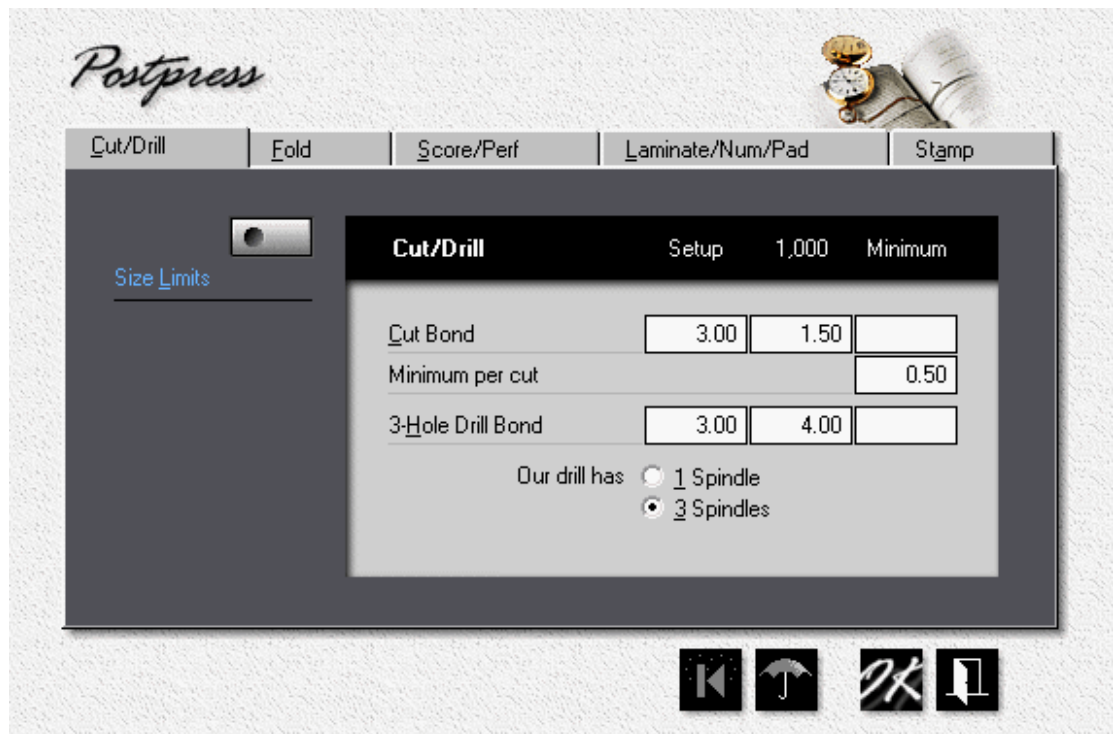 Postpress
Cut/Drill Fold Score/Perf Laminate/Num/Pad Stamp
Size Limits
Cut/Drill Setup 1,000 Minimum
Cut Bond 3.00 1.50
Minimum per cut 0.50
3-Hole Drill Bond 3.00 4.00
Our drill has 1 Spindle
3 Spindles
OK